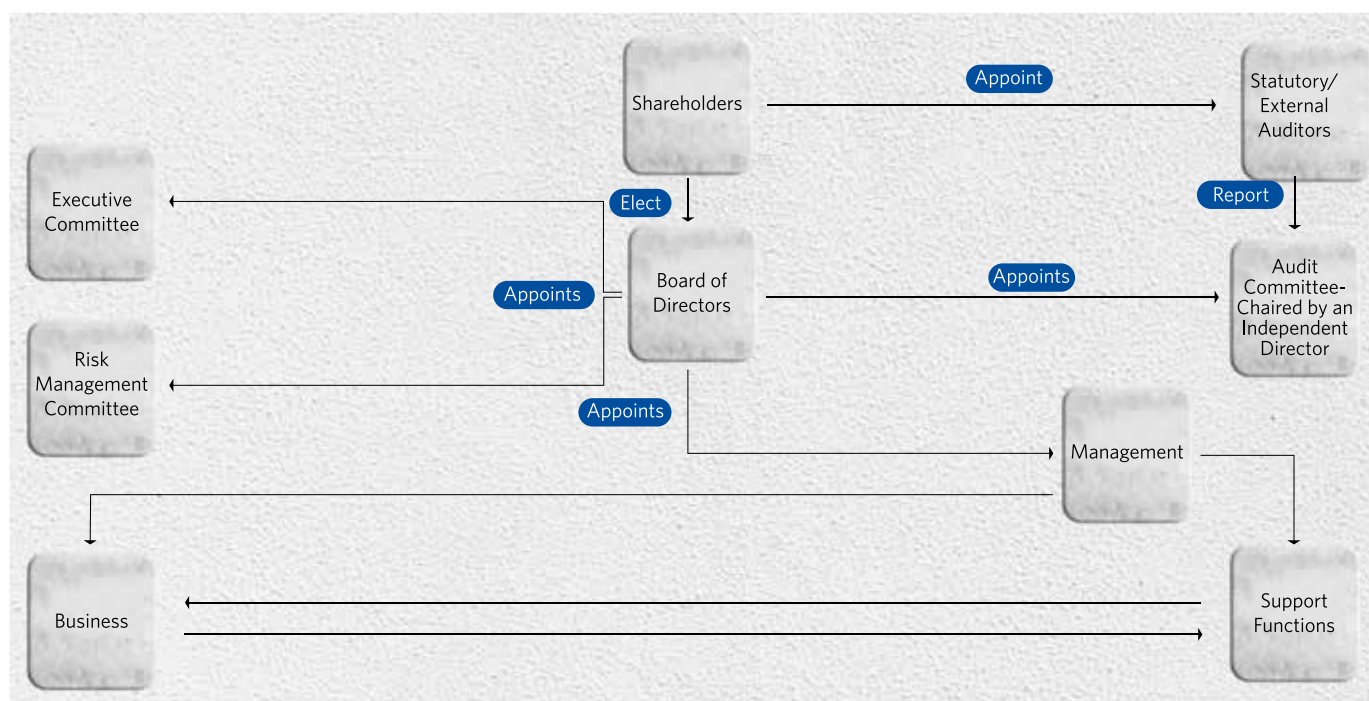 Appoint
Shareholders
Statutory/
External
Auditors
Elect
Report
Executive
Committee
Appoints
Board of
Directors
Appoints
Audit
Committee-
Chaired by an
Independent
Director
Risk
Management
Committee
Appoints
Management
Business
Support
Functions